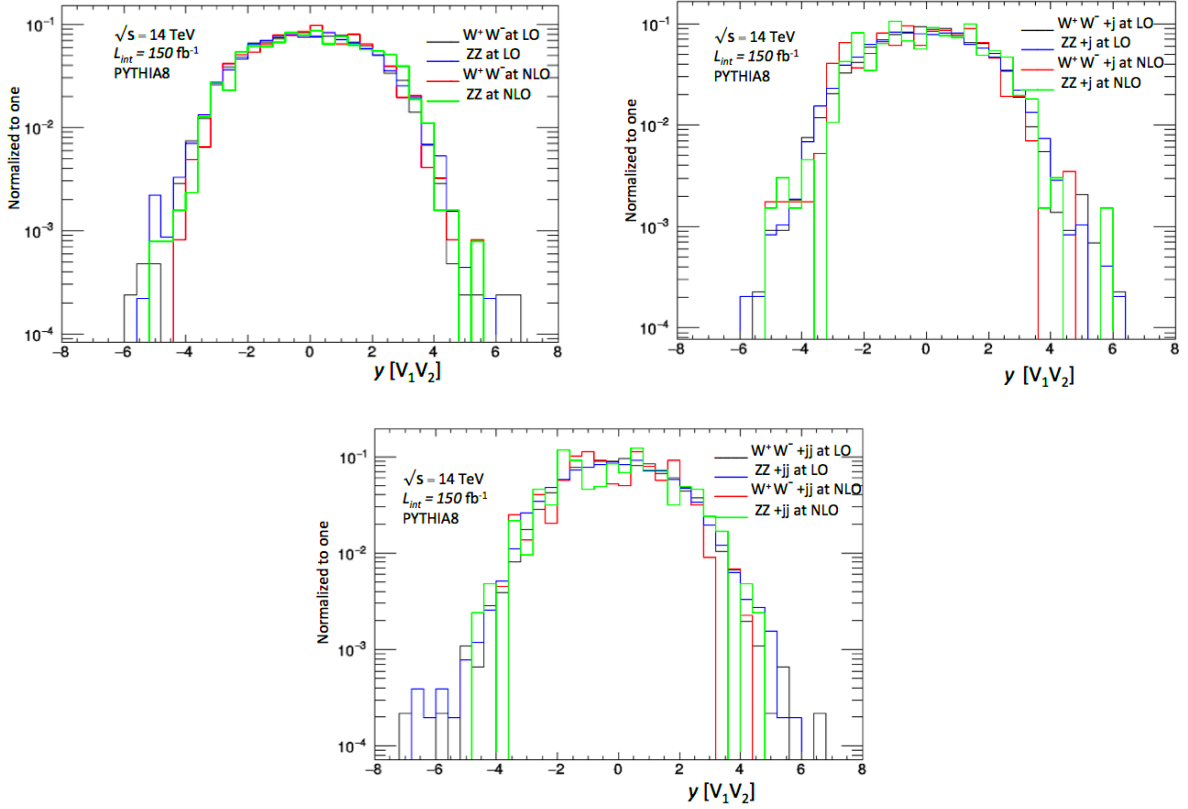 Normalized to one
10⁻¹
10⁻²
10⁻³
10⁻⁴
√s = 14 TeV
L_int = 150 fb⁻¹
PYTHIA8
W⁺ W⁻ at LO
ZZ at LO
W⁺ W⁻ at NLO
ZZ at NLO
−8 −6 −4 −2 0 2 4 6 8
y [V₁V₂]
Normalized to one
10⁻¹
10⁻²
10⁻³
10⁻⁴
√s = 14 TeV
L_int = 150 fb⁻¹
PYTHIA8
W⁺ W⁻ +j at LO
ZZ +j at LO
W⁺ W⁻ +j at NLO
ZZ +j at NLO
−8 −6 −4 −2 0 2 4 6 8
y [V₁V₂]
Normalized to one
10⁻¹
10⁻²
10⁻³
10⁻⁴
√s = 14 TeV
L_int = 150 fb⁻¹
PYTHIA8
W⁺ W⁻ +jj at LO
ZZ +jj at LO
W⁺ W⁻ +jj at NLO
ZZ +jj at NLO
−8 −6 −4 −2 0 2 4 6 8
y [V₁V₂]